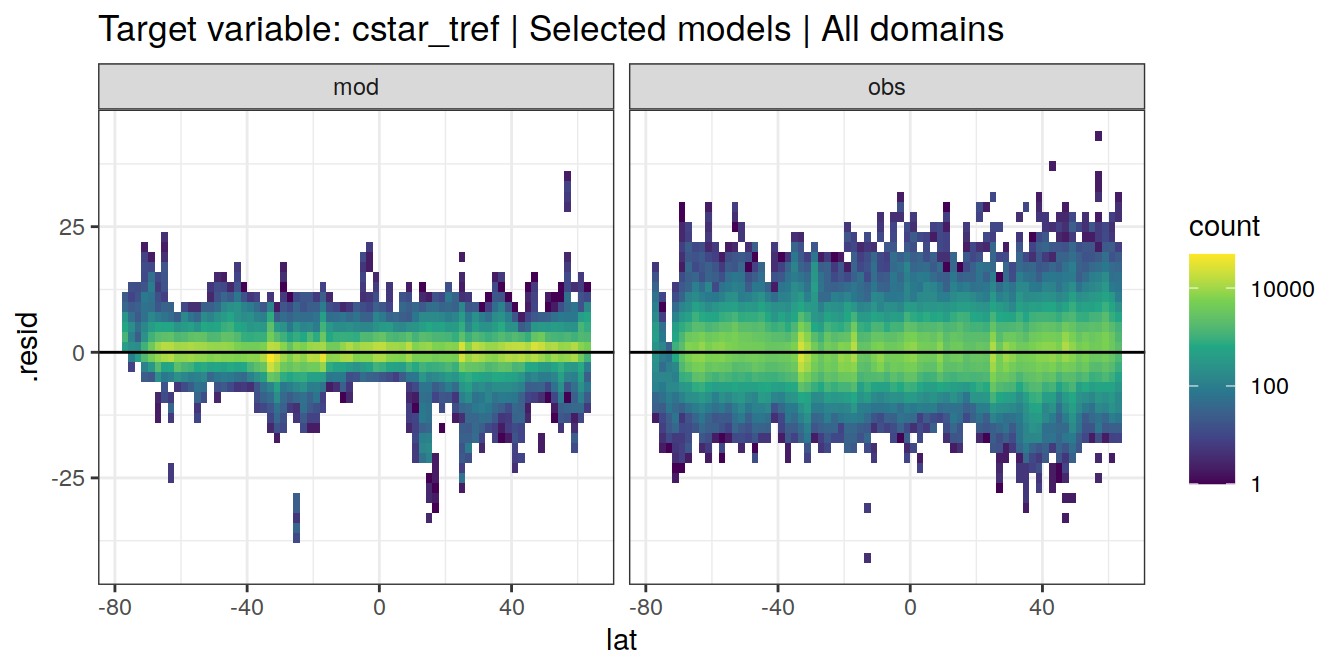 Target variable: cstar_tref | Selected models | All domains
mod obs
count
25
10000
0
.resid
100
-25
1
-80 -40 0 40 -80 -40 0 40
lat